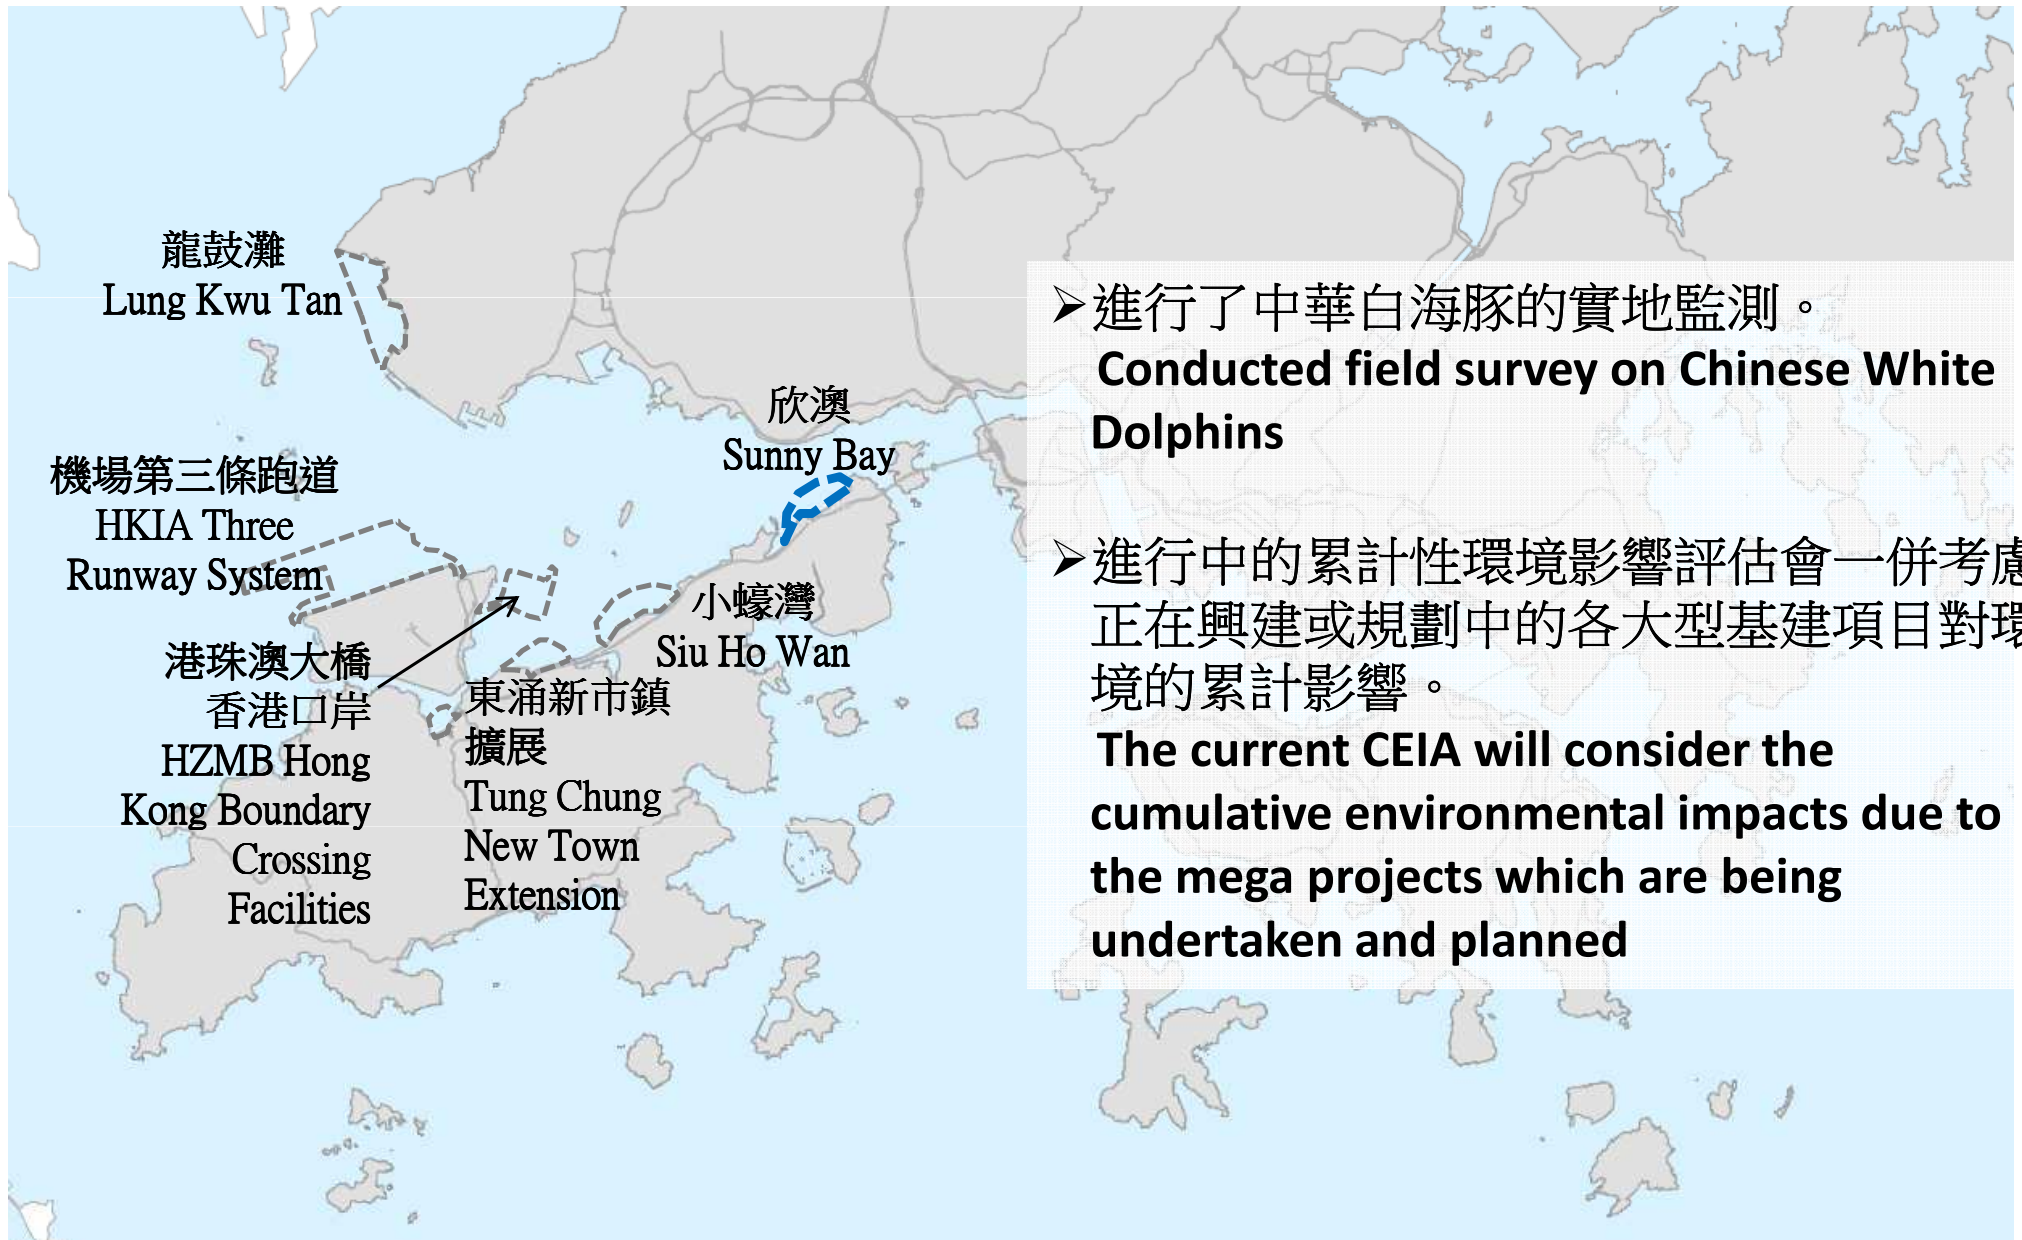 龍鼓灘
Lung Kwu Tan
欣澳
Sunny Bay
機場第三條跑道
HKIA Three
Runway System
小蠔灣
Siu Ho Wan
港珠澳大橋
香港口岸
HZMB Hong
Kong Boundary
Crossing
Facilities
東涌新市鎮
擴展
Tung Chung
New Town
Extension
➢進行了中華白海豚的實地監測。
Conducted field survey on Chinese White
Dolphins
➢進行中的累計性環境影響評估會一併考慮
正在興建或規劃中的各大型基建項目對環
境的累計影響。
The current CEIA will consider the
cumulative environmental impacts due to
the mega projects which are being
undertaken and planned